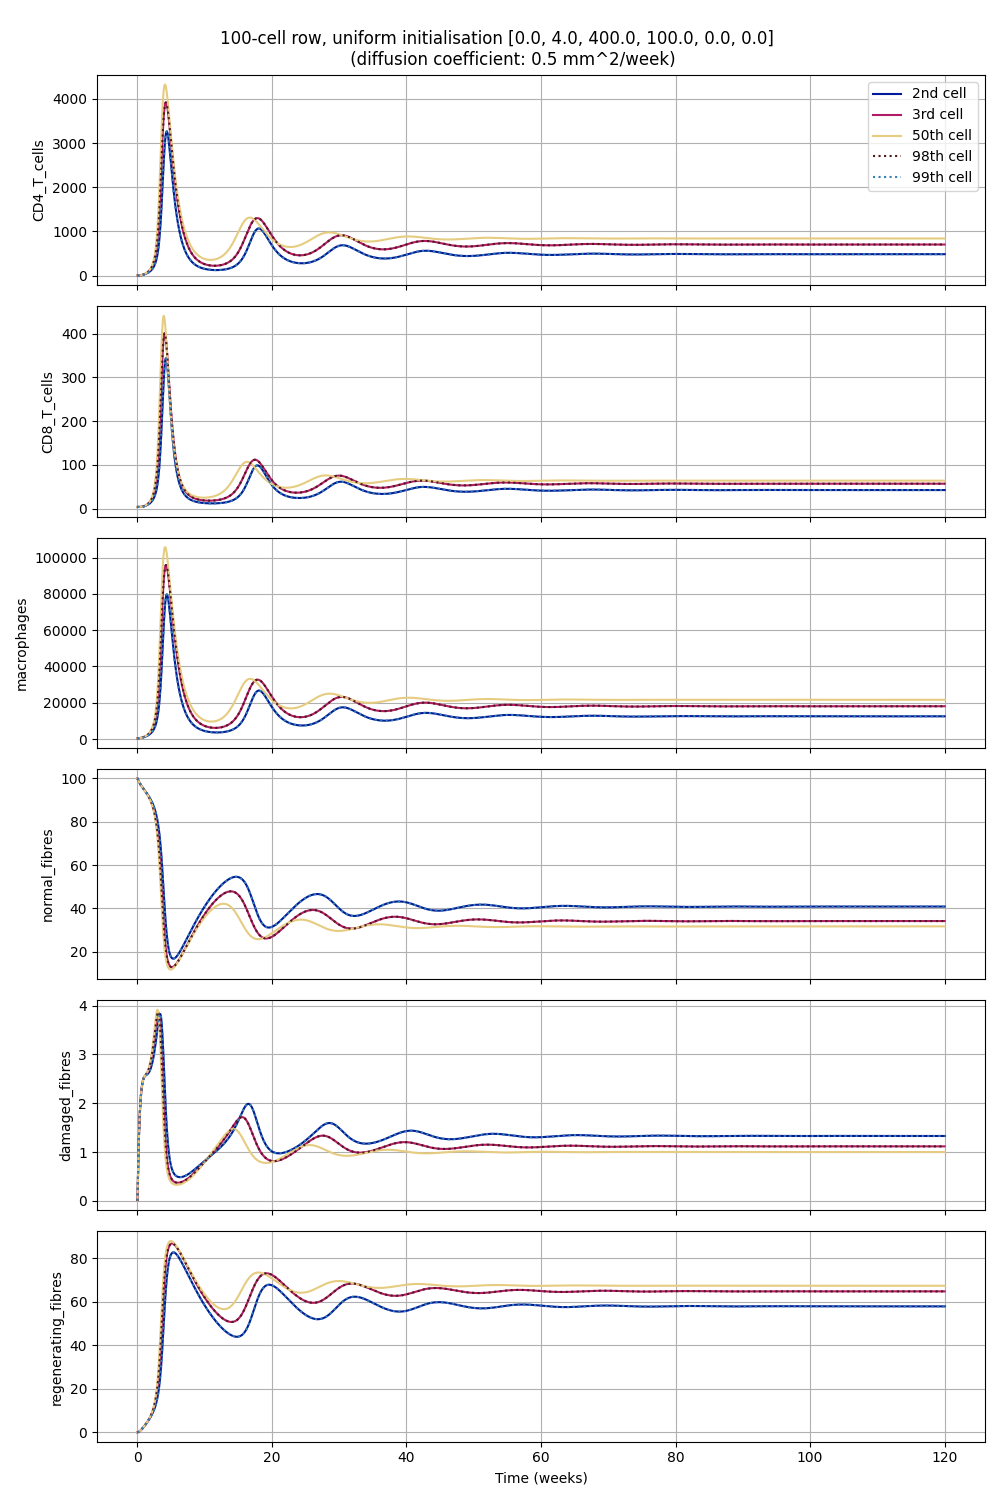 100-cell row, uniform initialisation [0.0, 4.0, 400.0, 100.0, 0.0, 0.0]
(diffusion coefficient: 0.5 mm^2/week)
2nd cell
3rd cell
50th cell
98th cell
99th cell
CD4_T_cells
4000
3000
2000
1000
0
CD8_T_cells
400
300
200
100
0
macrophages
100000
80000
60000
40000
20000
0
normal_fibres
100
80
60
40
20
damaged_fibres
4
3
2
1
0
regenerating_fibres
80
60
40
20
0
0 20 40 60 80 100 120
Time (weeks)